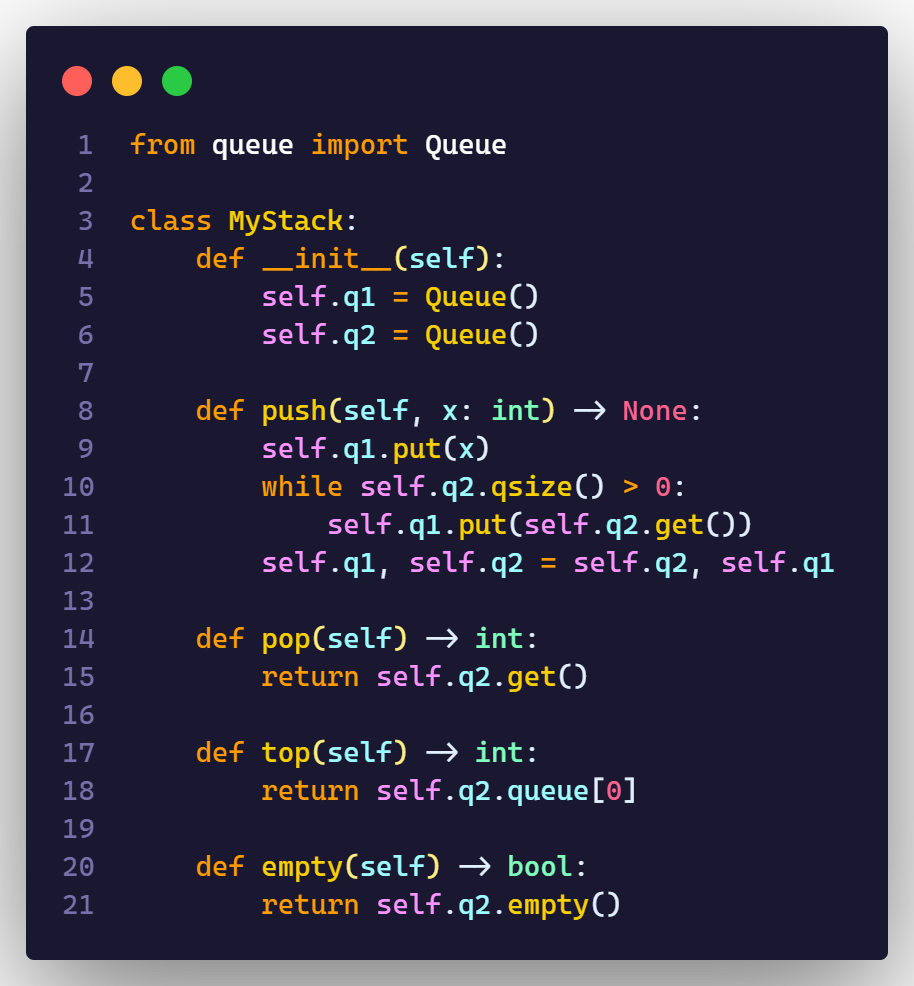 1 from queue import Queue
2
3 class MyStack:
4     def __init__(self):
5         self.q1 = Queue()
6         self.q2 = Queue()
7
8     def push(self, x: int) -> None:
9         self.q1.put(x)
10         while self.q2.qsize() > 0:
11             self.q1.put(self.q2.get())
12         self.q1, self.q2 = self.q2, self.q1
13
14     def pop(self) -> int:
15         return self.q2.get()
16
17     def top(self) -> int:
18         return self.q2.queue[0]
19
20     def empty(self) -> bool:
21         return self.q2.empty()